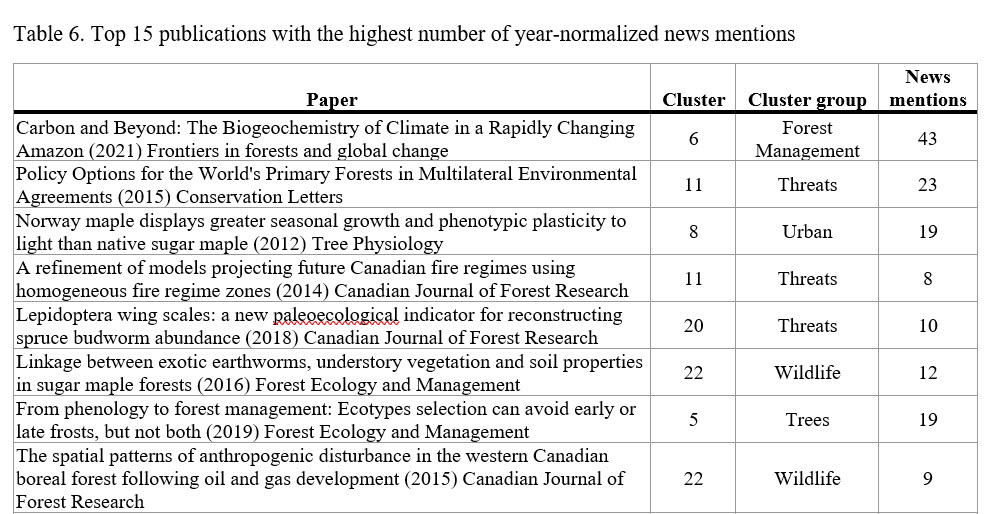 Table 6. Top 15 publications with the highest number of year-normalized news mentions
Paper Cluster Cluster group News mentions
Carbon and Beyond: The Biogeochemistry of Climate in a Rapidly Changing
Amazon (2021) Frontiers in forests and global change
6
Forest
Management
43
Policy Options for the World's Primary Forests in Multilateral Environmental
Agreements (2015) Conservation Letters
11
Threats
23
Norway maple displays greater seasonal growth and phenotypic plasticity to
light than native sugar maple (2012) Tree Physiology
8
Urban
19
A refinement of models projecting future Canadian fire regimes using
homogeneous fire regime zones (2014) Canadian Journal of Forest Research
11
Threats
8
Lepidoptera wing scales: a new paleoecological indicator for reconstructing
spruce budworm abundance (2018) Canadian Journal of Forest Research
20
Threats
10
Linkage between exotic earthworms, understory vegetation and soil properties
in sugar maple forests (2016) Forest Ecology and Management
22
Wildlife
12
From phenology to forest management: Ecotypes selection can avoid early or
late frosts, but not both (2019) Forest Ecology and Management
5
Trees
19
The spatial patterns of anthropogenic disturbance in the western Canadian
boreal forest following oil and gas development (2015) Canadian Journal of
Forest Research
22
Wildlife
9